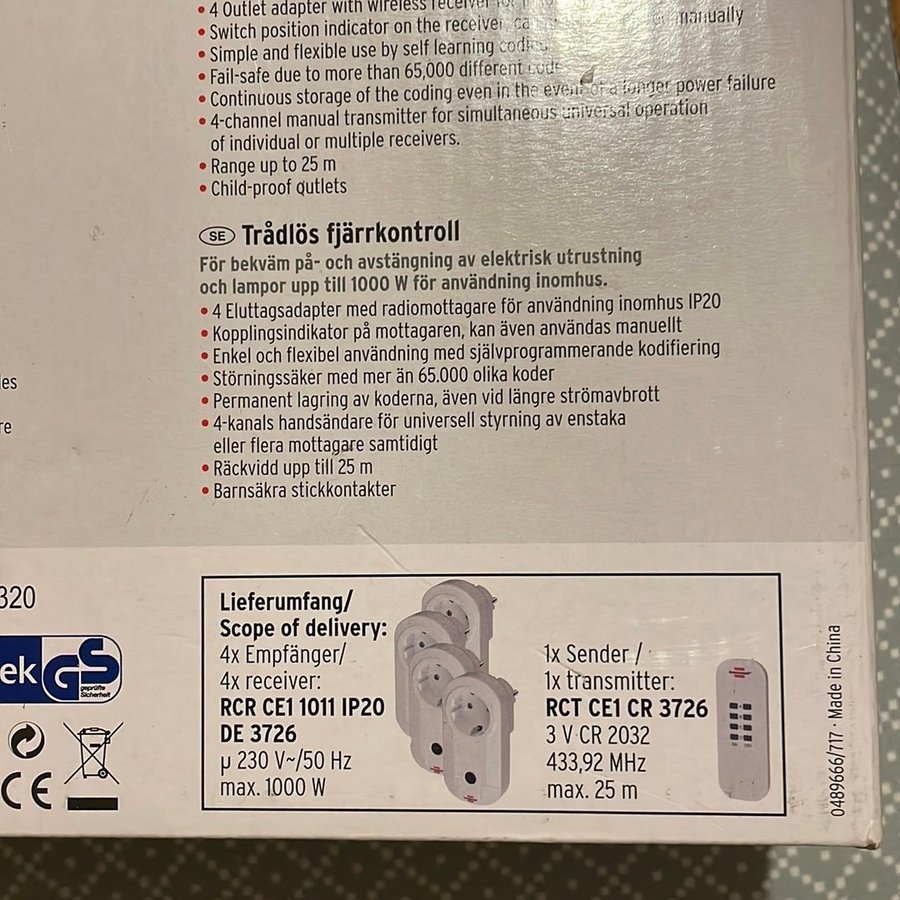 • 4 Outlet adapter with wireless receiver
• Switch position indicator on the receiver manually
• Simple and flexible use by self learning
• Fail-safe due to more than 65,000 different
• Continuous storage of the coding even in the event of a longer power failure
• 4-channel manual transmitter for simultaneous universal operation
of individual or multiple receivers.
• Range up to 25 m
• Child-proof outlets
SE Trådlös fjärrkontroll
För bekväm på- och avstängning av elektrisk utrustning
och lampor upp till 1000 W för användning inomhus.
• 4 Eluttagsadapter med radiomottagare för användning inomhus IP20
• Kopplingsindikator på mottagaren, kan även användas manuellt
• Enkel och flexibel användning med självprogrammerande kodifiering
• Störningssäker med mer än 65.000 olika koder
• Permanent lagring av koderna, även vid längre strömavbrott
• 4-kanals handsändare för universell styrning av enstaka
eller flera mottagare samtidigt
• Räckvidd upp till 25 m
• Barnsäkra stickkontakter
les
re
320
ek GS
geprüfte
Sicherheit
CE
Lieferumfang/
Scope of delivery:
4x Empfänger/
4x receiver:
RCR CE1 1011 IP20
DE 3726
µ 230 V~/50 Hz
max. 1000 W
1x Sender /
1x transmitter:
RCT CE1 CR 3726
3 V CR 2032
433,92 MHz
max. 25 m
0489666/717 · Made in China